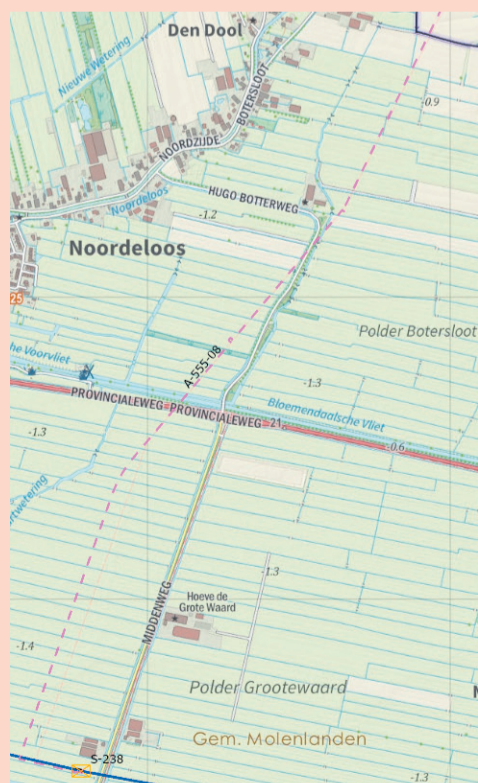 Den Dool
Nieuwe Wetering
BOTERSLOOT
-0.9
NOORDZIJDE
HUGO BOTTERWEG
Noordeloos
-1.2
Noordeloos
25
Polder Botersloot
che Voorvliet
A-555-08
-1.3
PROVINCIALEWEG
PROVINCIALEWEG
21
Bloemendaalsche Vliet
-1.3
-0.6
rtwetering
-1.3
MIDDENWEG
Hoeve de
Grote Waard
-1.4
Polder Grootewaard
Gem. Molenlanden
S-238
-1.3